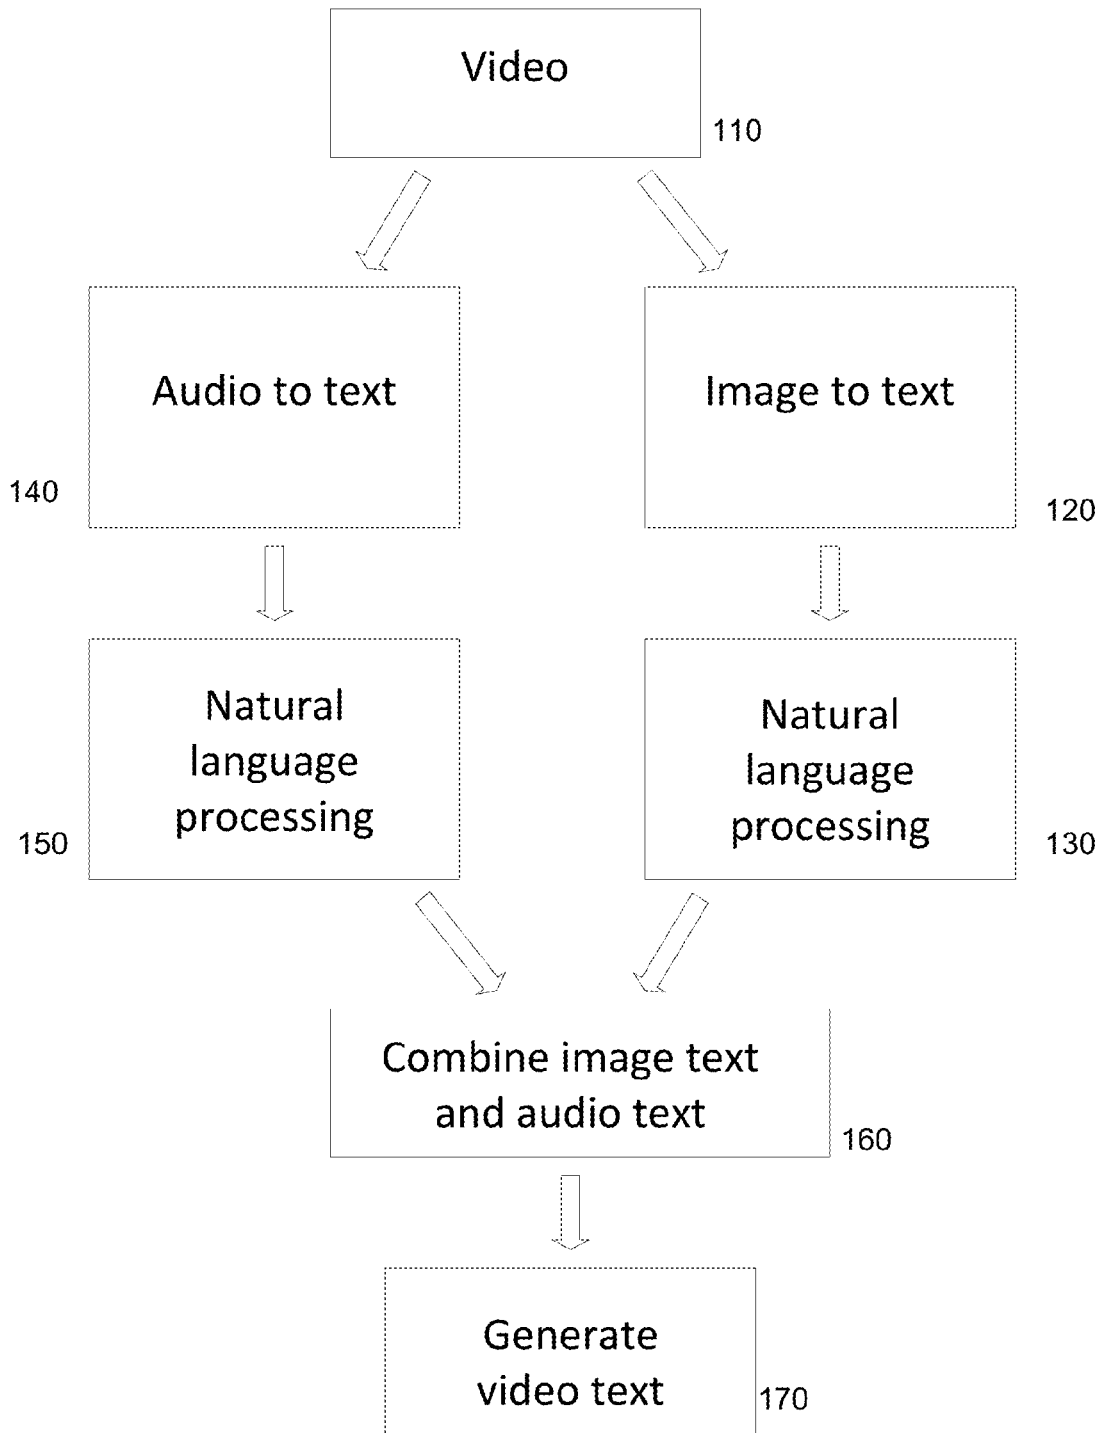 Video
110
Audio to text
140
Image to text
120
Natural
language
processing
150
Natural
language
processing
130
Combine image text
and audio text
160
Generate
video text
170